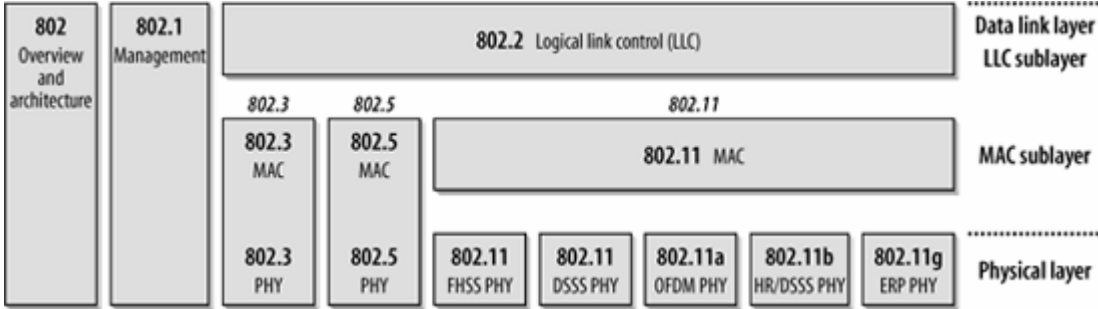 802
Overview
and
architecture
802.1
Management
802.2 Logical link control (LLC)
Data link layer
LLC sublayer
802.3
802.5
802.11
802.3
MAC
802.5
MAC
802.11 MAC
MAC sublayer
802.3
PHY
802.5
PHY
802.11
FHSS PHY
802.11
DSSS PHY
802.11a
OFDM PHY
802.11b
HR/DSSS PHY
802.11g
ERP PHY
Physical layer